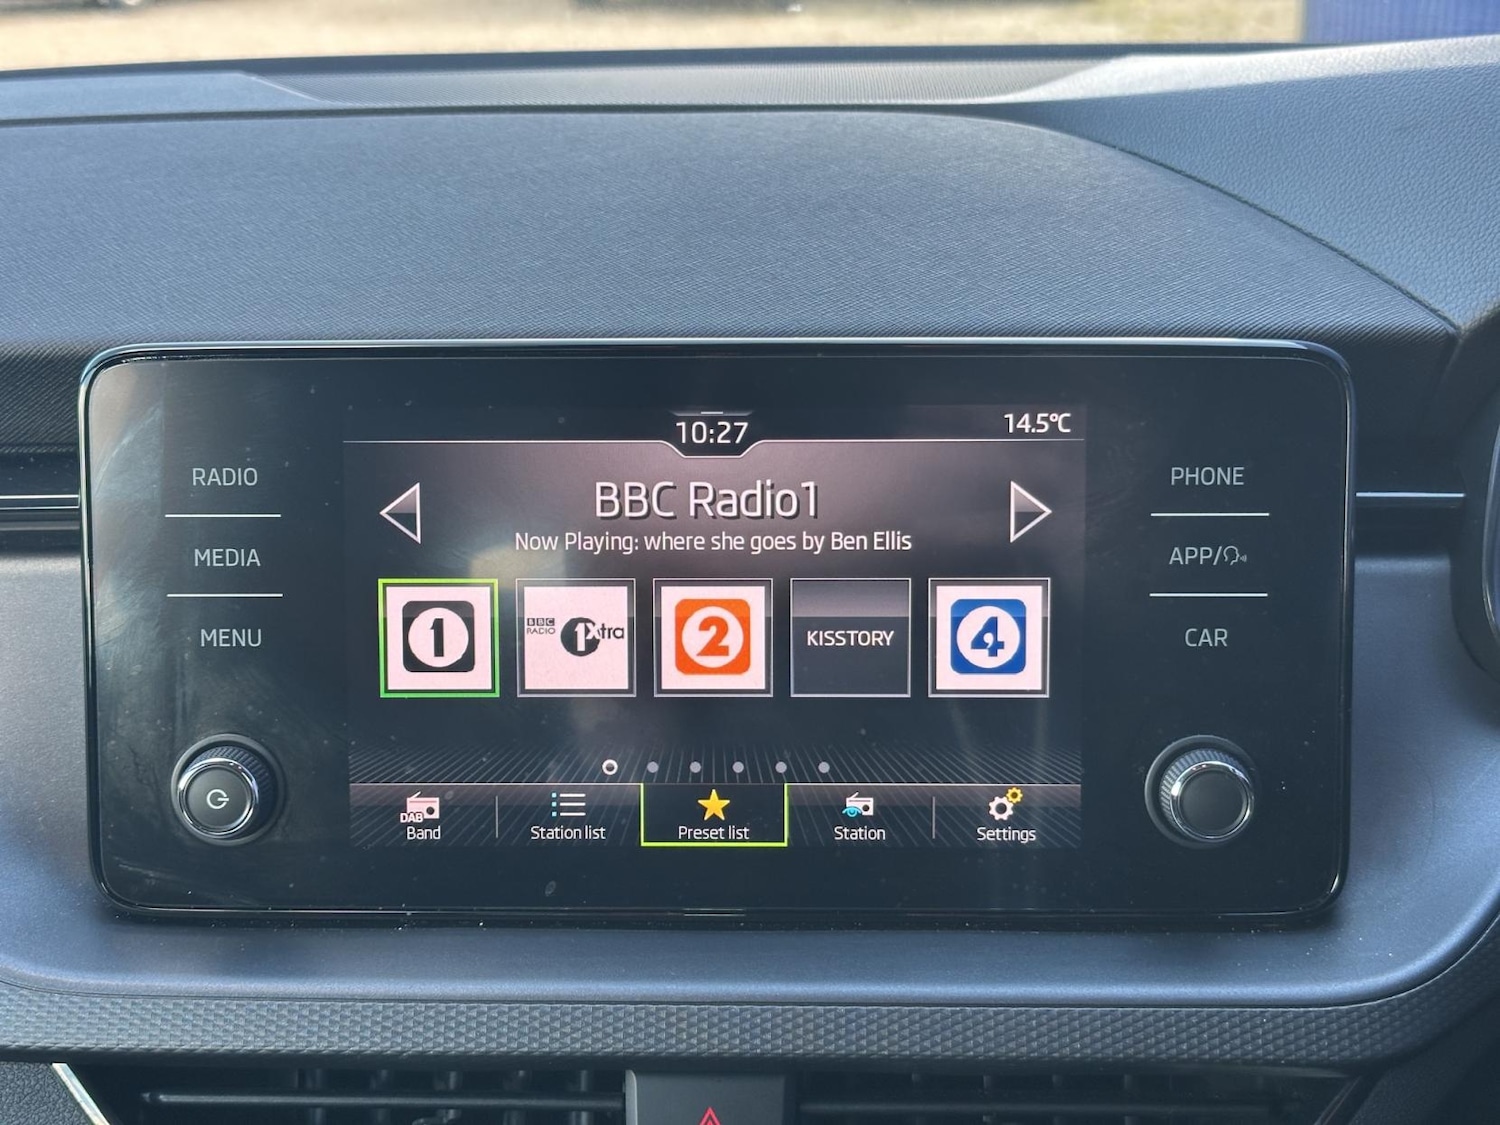 10:27
14.5°C
RADIO
MEDIA
MENU
BBC Radio1
Now Playing: where she goes by Ben Ellis
1
BBC
RADIO
1Xtra
2
KISSTORY
4
DAB
Band
Station list
Preset list
Station
Settings
PHONE
APP/
CAR